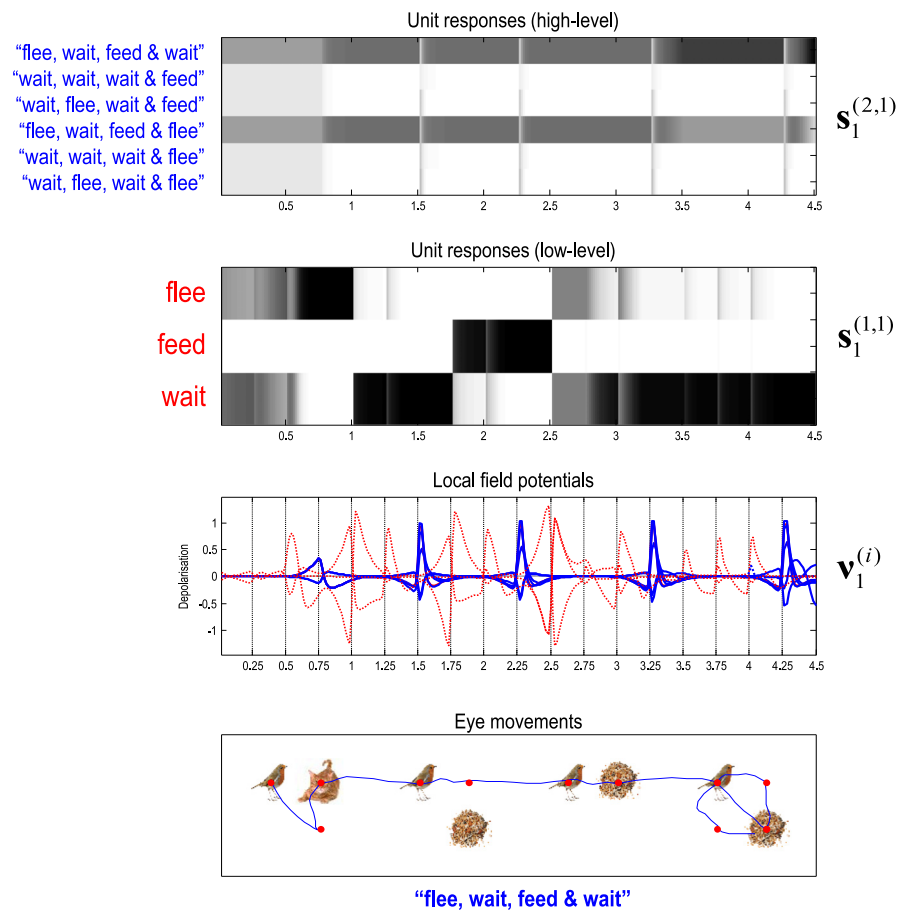 Unit responses (high-level)
“flee, wait, feed & wait”
“wait, wait, wait & feed”
“wait, flee, wait & feed”
“flee, wait, feed & flee”
“wait, wait, wait & flee”
“wait, flee, wait & flee”
s₁⁽²,¹⁾
0.5 1 1.5 2 2.5 3 3.5 4 4.5
Unit responses (low-level)
flee
feed
wait
s₁⁽¹,¹⁾
0.5 1 1.5 2 2.5 3 3.5 4 4.5
Local field potentials
Depolarisation
1
0.5
0
-0.5
-1
v₁⁽ⁱ⁾
0.25 0.5 0.75 1 1.25 1.5 1.75 2 2.25 2.5 2.75 3 3.25 3.5 3.75 4 4.25 4.5
Eye movements
“flee, wait, feed & wait”